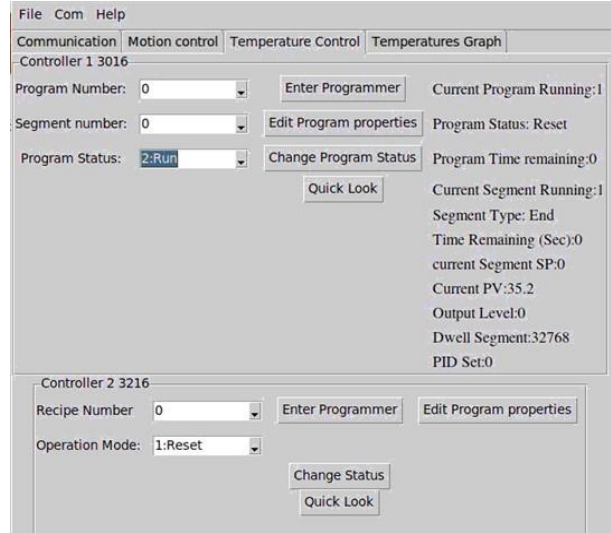 File Com Help
Communication Motion control Temperature Control Temperatures Graph
Controller 1 3016
Program Number: 0 Enter Programmer Current Program Running:1
Segment number: 0 Edit Program properties Program Status: Reset
Program Status: 2:Run Change Program Status Program Time remaining:0
Quick Look Current Segment Running:1
Segment Type: End
Time Remaining (Sec):0
current Segment SP:0
Current PV:35.2
Output Level:0
Dwell Segment:32768
PID Set:0
Controller 2 3216
Recipe Number 0 Enter Programmer Edit Program properties
Operation Mode: 1:Reset
Change Status
Quick Look